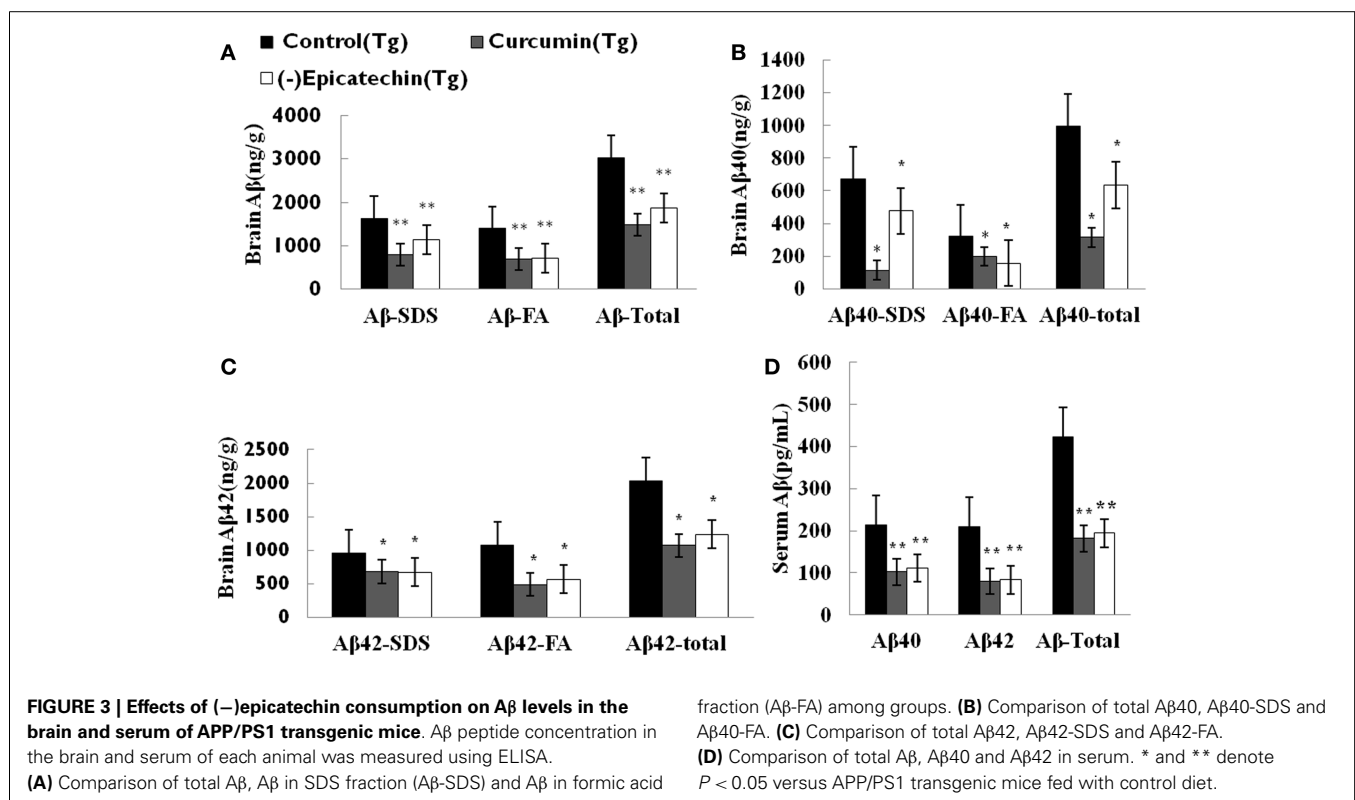 A
■ Control(Tg) ■ Curcumin(Tg)
□ (-)Epicatechin(Tg)
Brain Aβ(ng/g)
4000
3000
2000
1000
0
** ** ** ** ** **
Aβ-SDS Aβ-FA Aβ-Total
B
Brain Aβ40(ng/g)
1400
1200
1000
800
600
400
200
0
* * * * * *
Aβ40-SDS Aβ40-FA Aβ40-total
C
Brain Aβ42(ng/g)
2500
2000
1500
1000
500
0
* * * * * *
Aβ42-SDS Aβ42-FA Aβ42-total
D
Serum Aβ(pg/mL)
600
500
400
300
200
100
0
** ** ** ** ** **
Aβ40 Aβ42 Aβ-Total
FIGURE 3 | Effects of (−)epicatechin consumption on Aβ levels in the
brain and serum of APP/PS1 transgenic mice. Aβ peptide concentration in
the brain and serum of each animal was measured using ELISA.
(A) Comparison of total Aβ, Aβ in SDS fraction (Aβ-SDS) and Aβ in formic acid
fraction (Aβ-FA) among groups. (B) Comparison of total Aβ40, Aβ40-SDS and
Aβ40-FA. (C) Comparison of total Aβ42, Aβ42-SDS and Aβ42-FA.
(D) Comparison of total Aβ, Aβ40 and Aβ42 in serum. * and ** denote
P < 0.05 versus APP/PS1 transgenic mice fed with control diet.